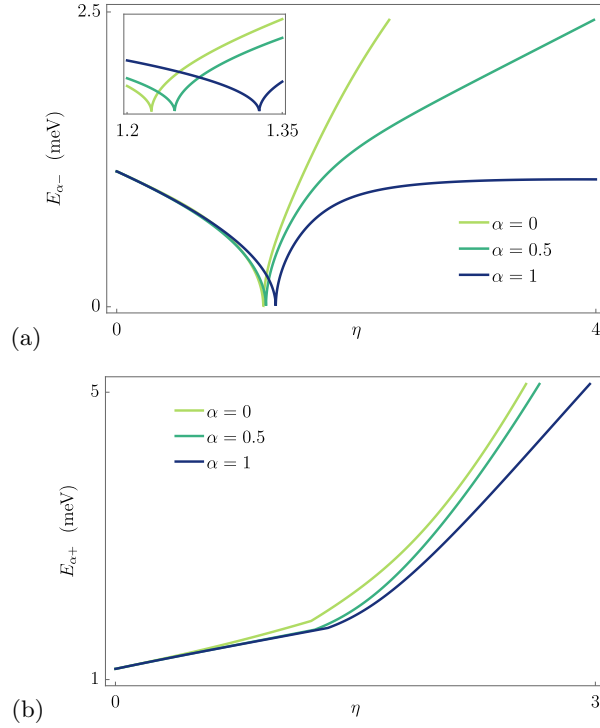 2.5
1.2
1.35
E_{α−} (meV)
α = 0
α = 0.5
α = 1
0
0
η
4
(a)
5
α = 0
α = 0.5
α = 1
E_{α+} (meV)
1
0
η
3
(b)